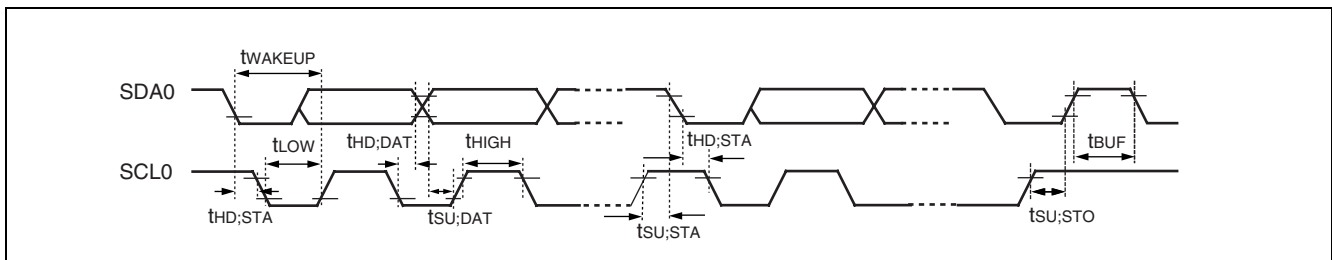 tWAKEUP
SDA0
tHD;DAT
tHD;STA
tLOW
tHIGH
tBUF
SCL0
tHD;STA
tSU;DAT
tSU;STA
tSU;STO